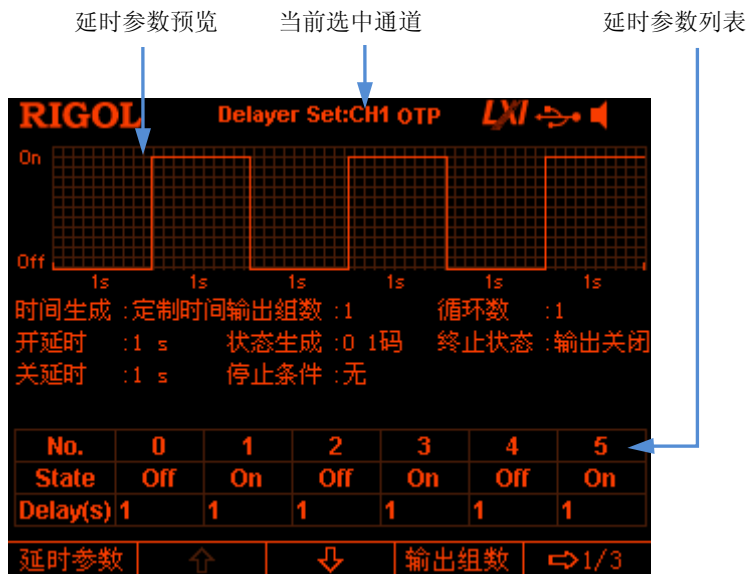 延时参数预览 当前选中通道 延时参数列表
RIGOL Delayer Set:CH1 OTP LXI
On
Off
1s 1s 1s 1s 1s 1s
时间生成 :定制时间输出组数 :1 循环数 :1
开延时 :1 s 状态生成 :0 1码 终止状态 :输出关闭
关延时 :1 s 停止条件 :无
No. 0 1 2 3 4 5
State Off On Off On Off On
Delay(s) 1 1 1 1 1 1
延时参数 ⇧ ⇩ 输出组数 ⇨1/3